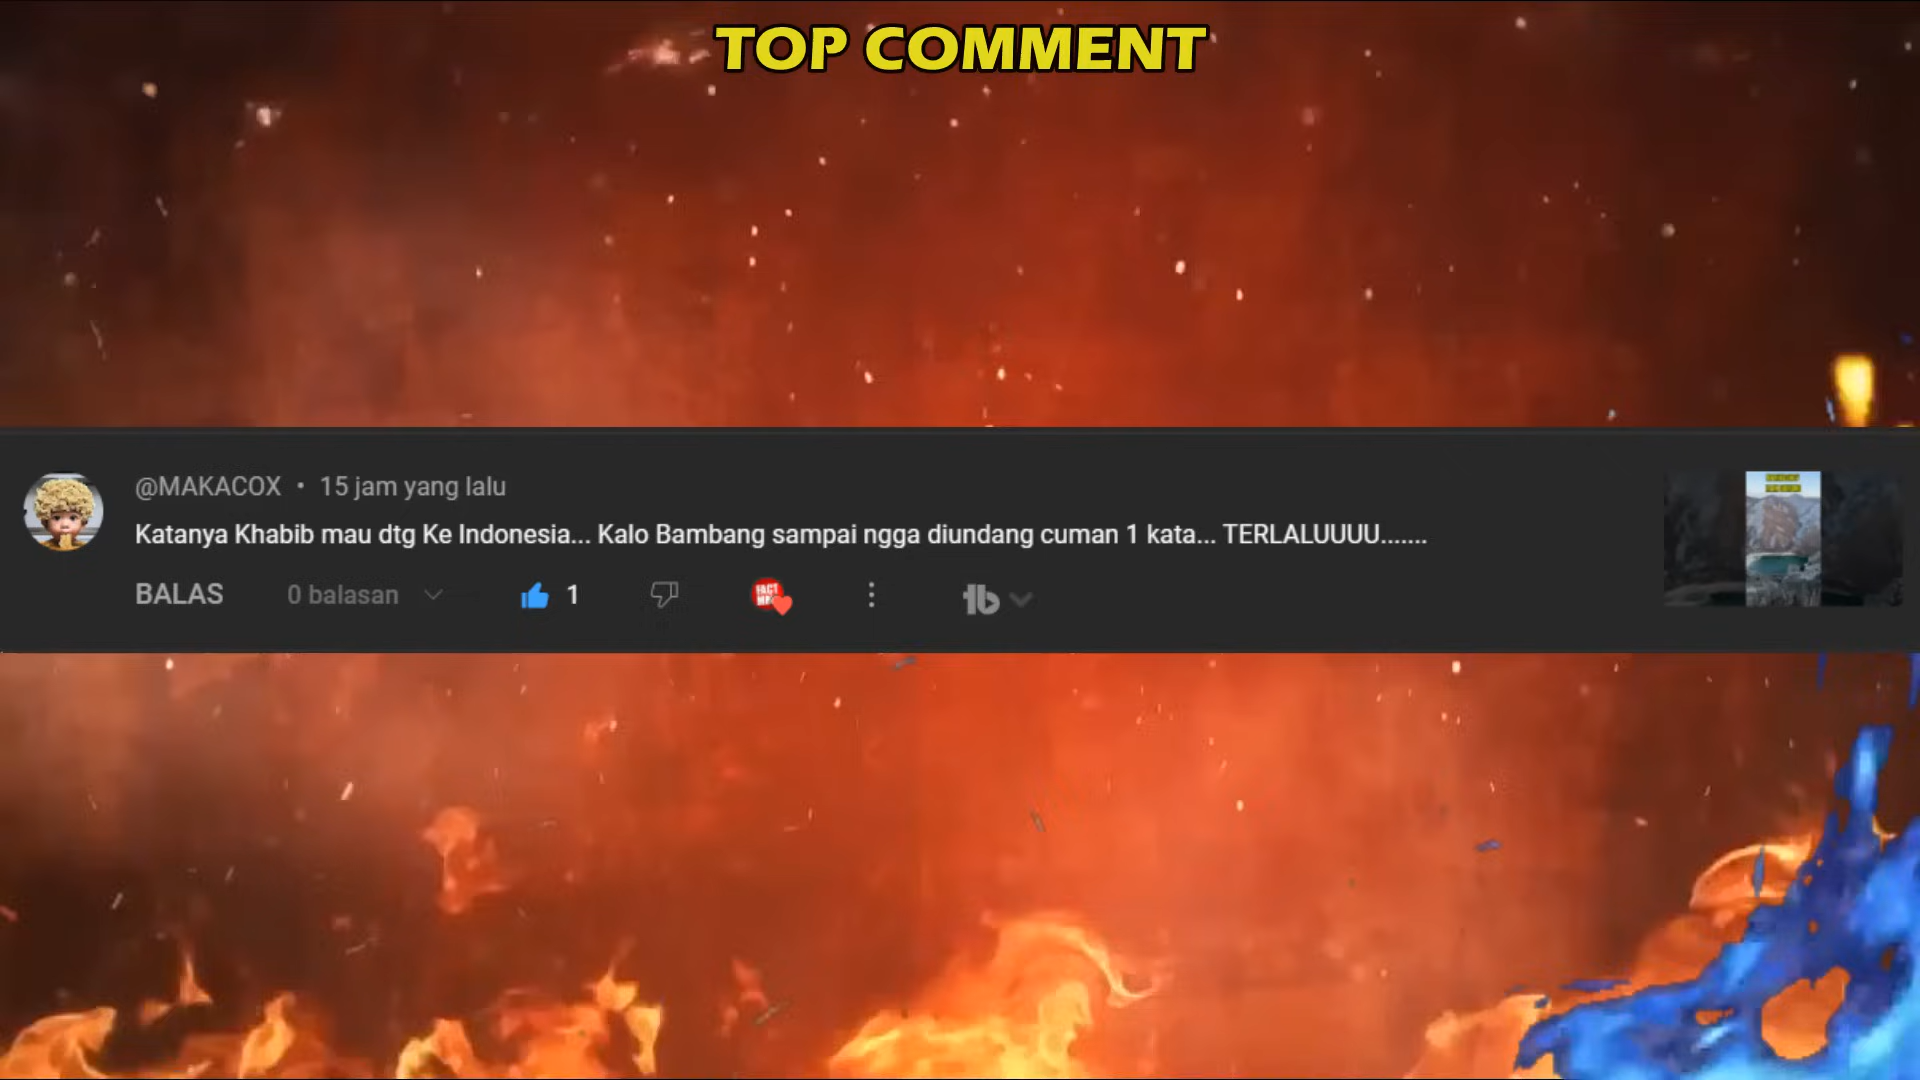 TOP COMMENT
@MAKACOX • 15 jam yang lalu
Katanya Khabib mau dtg Ke Indonesia... Kalo Bambang sampai ngga diundang cuman 1 kata... TERLALUUUU.......
BALAS 0 balasan 1